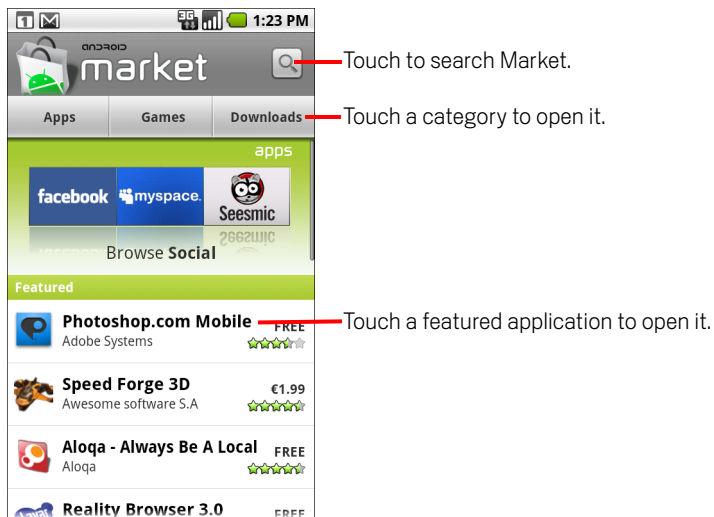 1 3G 1:23 PM
android
market
Touch to search Market.
Apps Games Downloads
Touch a category to open it.
apps
facebook myspace. Seesmic
Browse Social
Featured
Photoshop.com Mobile
FREE
Touch a featured application to open it.
Adobe Systems
Speed Forge 3D
€1.99
Awesome software S.A
Aloqa - Always Be A Local
FREE
Aloqa
Reality Browser 3.0
FREE